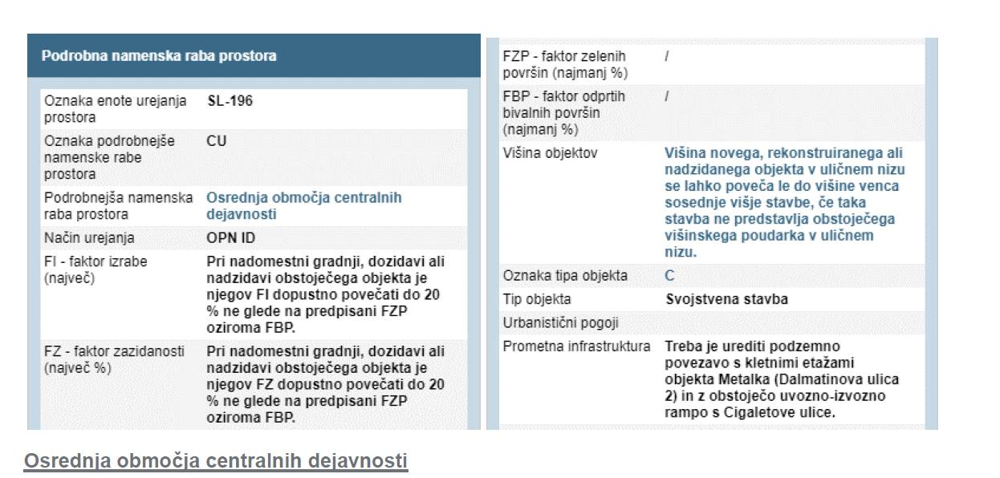 Podrobna namenska raba prostora
Oznaka enote urejanja prostora SL-196
Oznaka podrobnejše namenske rabe prostora CU
Podrobnejša namenska raba prostora Osrednja območja centralnih dejavnosti
Način urejanja OPN ID
FI - faktor izrabe (največ) Pri nadomestni gradnji, dozidavi ali
nadzidavi obstoječega objekta je
njegov FI dopustno povečati do 20
% ne glede na predpisani FZP
oziroma FBP.
FZ - faktor zazidanosti (največ %) Pri nadomestni gradnji, dozidavi ali
nadzidavi obstoječega objekta je
njegov FZ dopustno povečati do 20
% ne glede na predpisani FZP
oziroma FBP.
FZP - faktor zelenih površin (najmanj %) /
FBP - faktor odprtih bivalnih površin (najmanj %) /
Višina objektov Višina novega, rekonstruiranega ali
nadzidanega objekta v uličnem nizu
se lahko poveča le do višine venca
sosednje višje stavbe, če taka
stavba ne predstavlja obstoječega
višinskega poudarka v uličnem
nizu.
Oznaka tipa objekta C
Tip objekta Svojstvena stavba
Urbanistični pogoji
Prometna infrastruktura Treba je urediti podzemno
povezavo s kletnimi etažami
objekta Metalka (Dalmatinova ulica
2) in z obstoječo uvozno-izvozno
rampo s Cigaletove ulice.
Osrednja območja centralnih dejavnosti